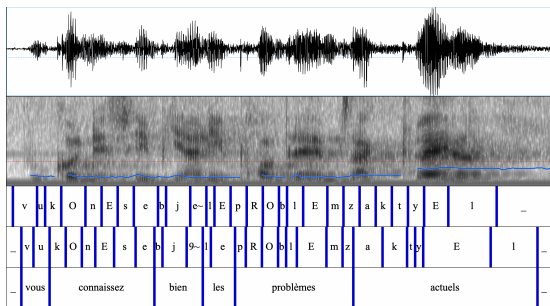 v u k O n E s e b j e~ l E p R O b l E m z a k t y E l _
_ v u k O n E s e b j 9~ l e p R O b l E m z a k t y E l _
_ vous connaissez bien les problèmes actuels _